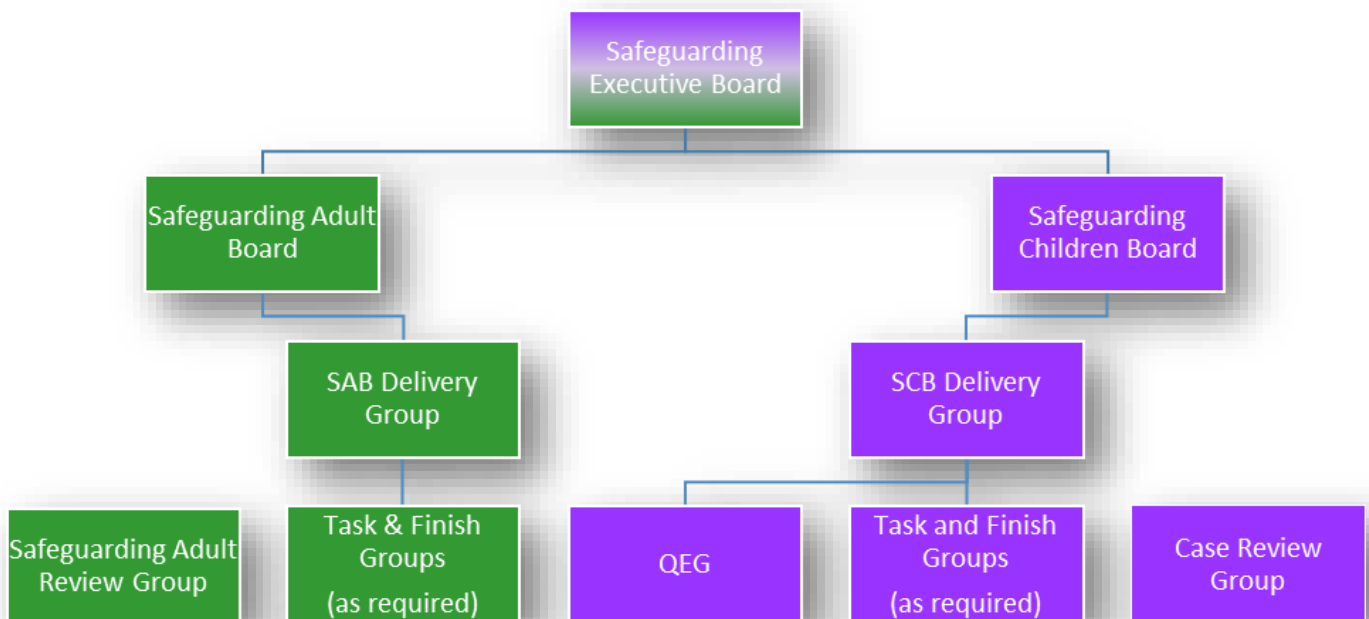 Safeguarding
Executive Board
Safeguarding Adult
Board
Safeguarding
Children Board
SAB Delivery
Group
SCB Delivery
Group
Safeguarding Adult
Review Group
Task & Finish
Groups
(as required)
QEG
Task and Finish
Groups
(as required)
Case Review
Group